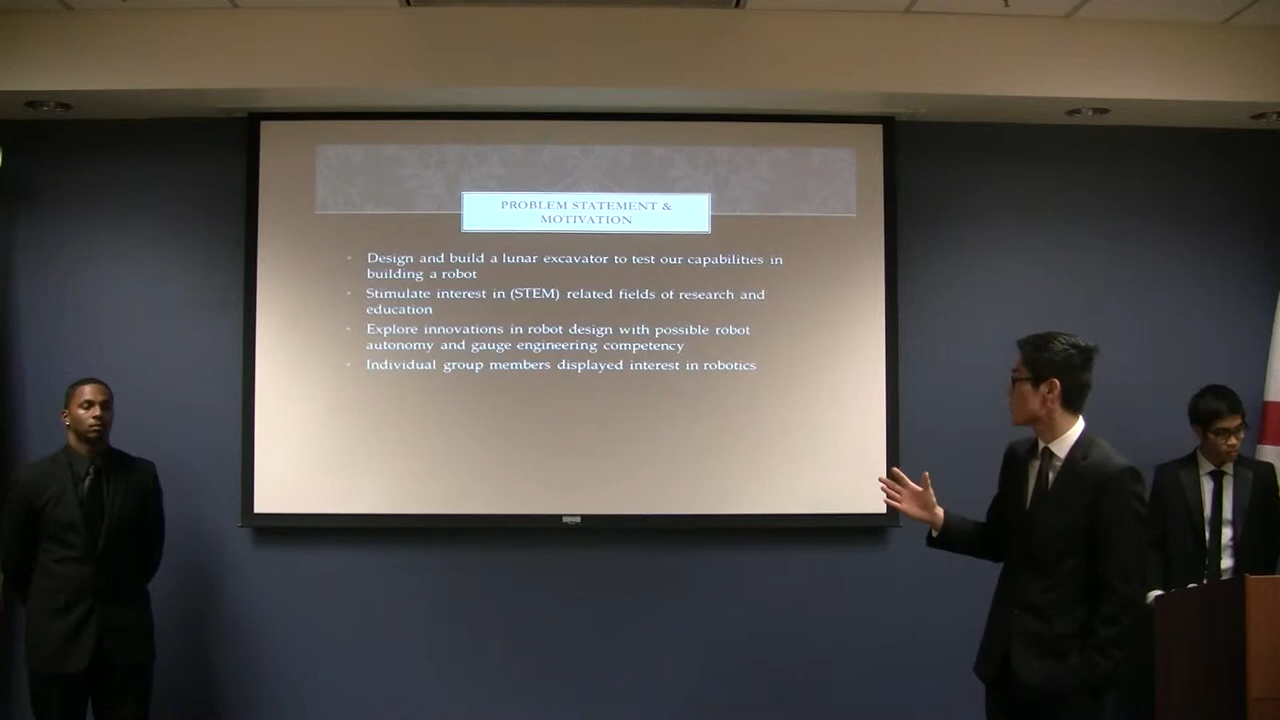 PROBLEM STATEMENT &
MOTIVATION
Design and build a lunar excavator to test our capabilities in
building a robot
Stimulate interest in (STEM) related fields of research and
education
Explore innovations in robot design with possible robot
autonomy and gauge engineering competency
Individual group members displayed interest in robotics